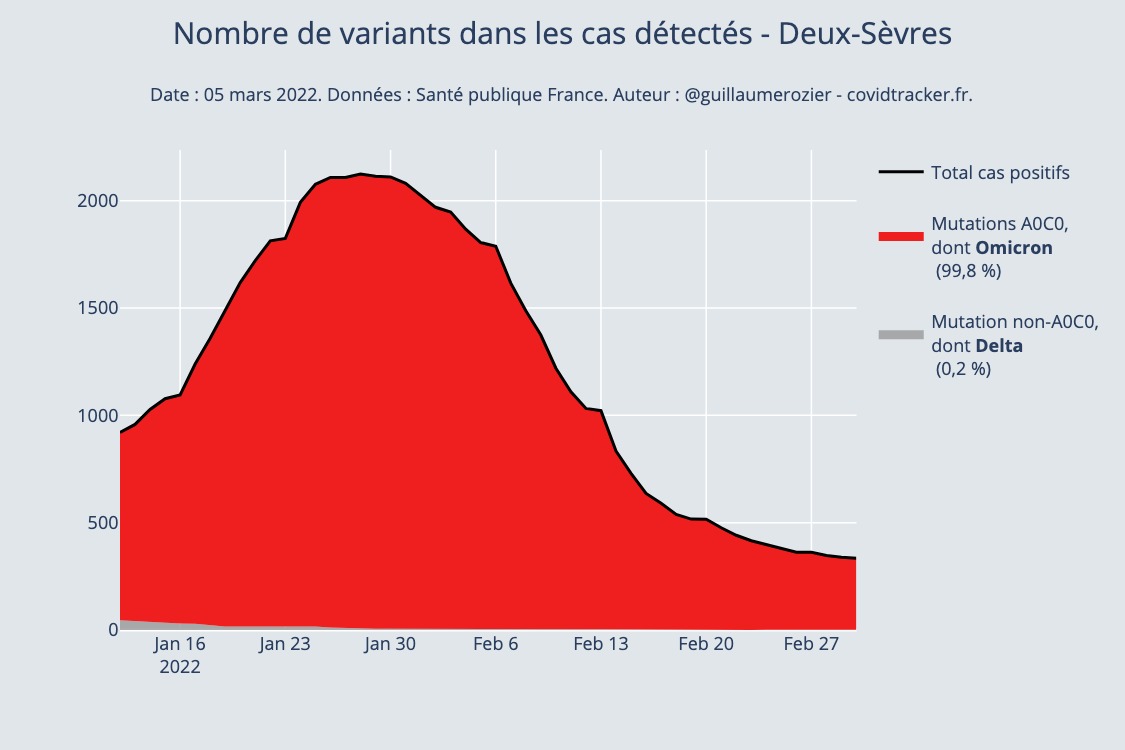 Nombre de variants dans les cas détectés - Deux-Sèvres
Date : 05 mars 2022. Données : Santé publique France. Auteur : @guillaumerozier - covidtracker.fr.
Total cas positifs
Mutations A0C0,
dont Omicron
(99,8 %)
Mutation non-A0C0,
dont Delta
(0,2 %)
2000
1500
1000
500
0
Jan 16
2022
Jan 23
Jan 30
Feb 6
Feb 13
Feb 20
Feb 27